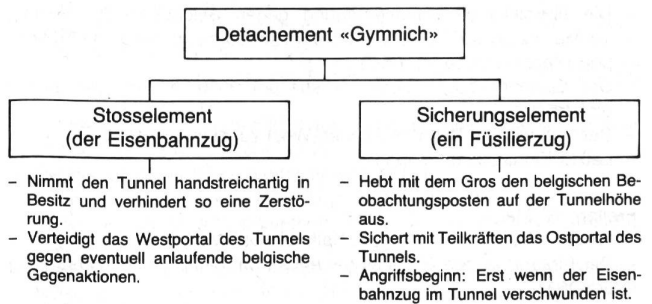 Detachement «Gymnich»
Stosselement
(der Eisenbahnzug)
– Nimmt den Tunnel handstreichartig in
Besitz und verhindert so eine Zerstö-
rung.
– Verteidigt das Westportal des Tunnels
gegen eventuell anlaufende belgische
Gegenaktionen.
Sicherungselement
(ein Füsilierzug)
– Hebt mit dem Gros den belgischen Be-
obachtungsposten auf der Tunnelhöhe
aus.
– Sichert mit Teilkräften das Ostportal des
Tunnels.
– Angriffsbeginn: Erst wenn der Eisen-
bahnzug im Tunnel verschwunden ist.